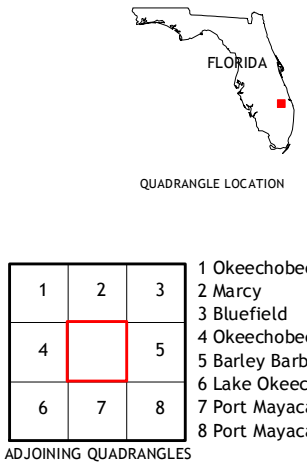 FLORIDA
QUADRANGLE LOCATION
1 2 3
4 5
6 7 8
1 Okeechobe
2 Marcy
3 Bluefield
4 Okeechobe
5 Barley Barb
6 Lake Okeec
7 Port Mayaca
8 Port Mayaca
ADJOINING QUADRANGLES